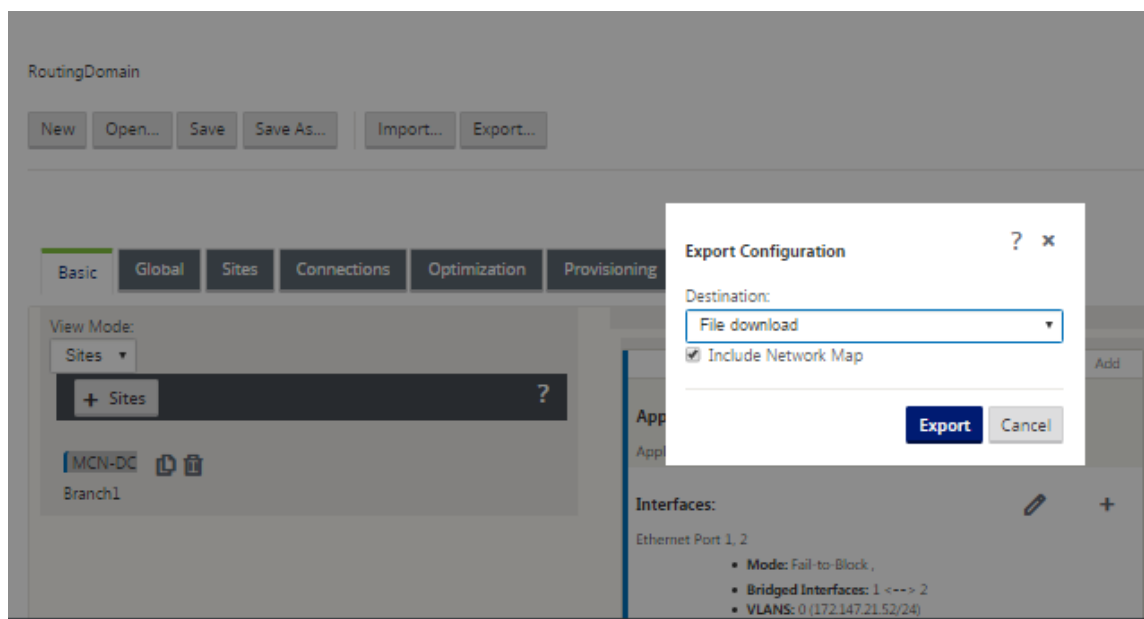 RoutingDomain
New Open... Save Save As... Import... Export...
Basic Global Sites Connections Optimization Provisioning
View Mode:
Sites
+ Sites ?
MCN-DC
Branch1
Export Configuration ? ×
Destination:
File download
Include Network Map
Export Cancel
Add
App
Appl
Interfaces: +
Ethernet Port 1, 2
• Mode: Fail-to-Block ,
• Bridged Interfaces: 1 <--> 2
• VLANS: 0 (172.147.21.52/24)